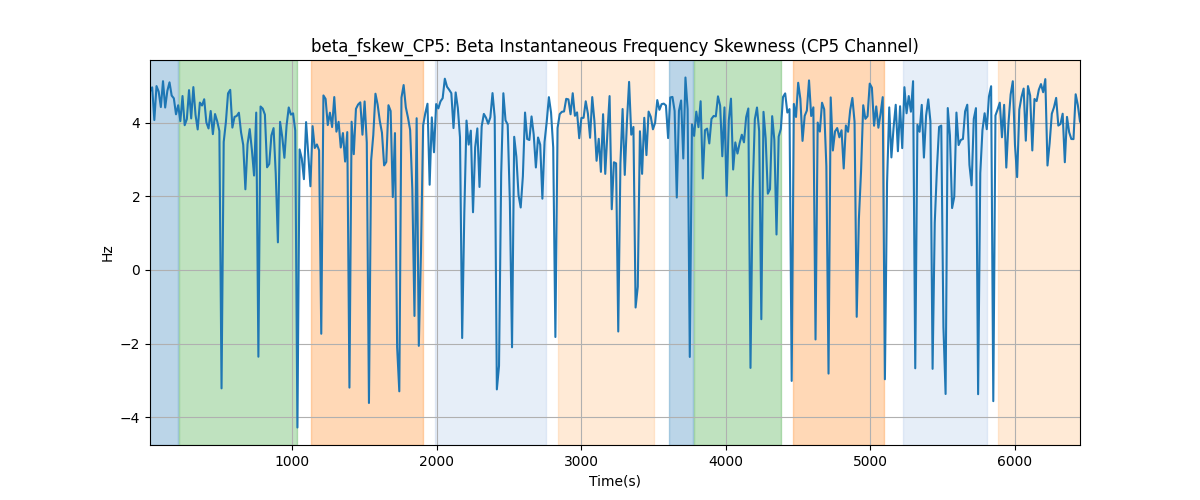 beta_fskew_CP5: Beta Instantaneous Frequency Skewness (CP5 Channel)
Hz
4
2
0
−2
−4
1000 2000 3000 4000 5000 6000
Time(s)